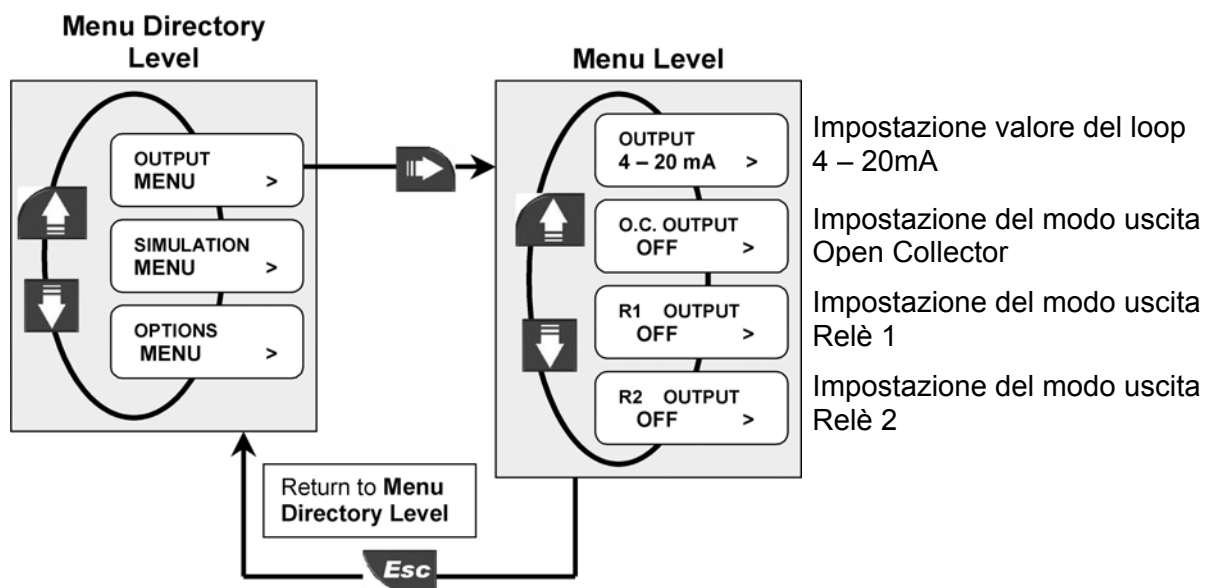 Menu Directory
Level
OUTPUT
MENU >
SIMULATION
MENU >
OPTIONS
MENU >
Menu Level
OUTPUT
4 – 20 mA >
O.C. OUTPUT
OFF >
R1 OUTPUT
OFF >
R2 OUTPUT
OFF >
Impostazione valore del loop
4 – 20mA
Impostazione del modo uscita
Open Collector
Impostazione del modo uscita
Relè 1
Impostazione del modo uscita
Relè 2
Return to Menu
Directory Level
Esc